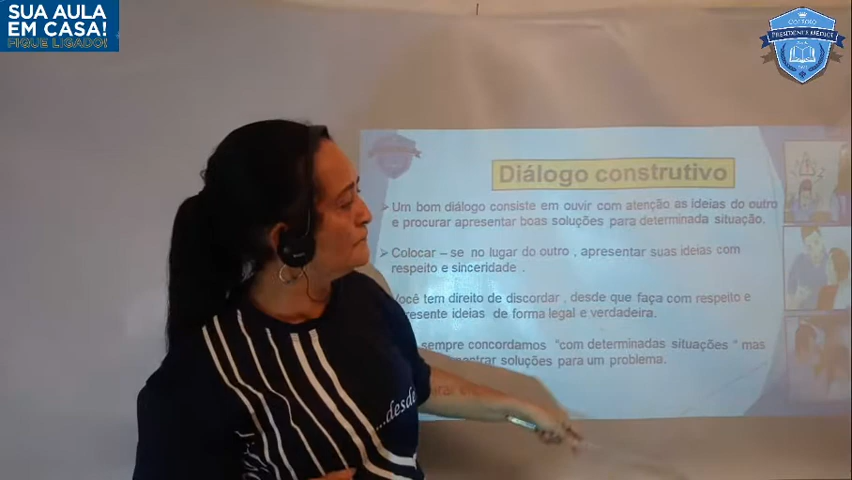 SUA AULA
EM CASA!
FIQUE LIGADO!
COLÉGIO
PRESIDENTE MÉDICI
Diálogo construtivo
Um bom diálogo consiste em ouvir com atenção as ideias do outro
e procurar apresentar boas soluções para determinada situação.
Colocar – se no lugar do outro , apresentar suas ideias com
respeito e sinceridade .
Você tem direito de discordar , desde que faça com respeito e
presente ideias de forma legal e verdadeira.
sempre concordamos "com determinadas situações " mas
soluções para um problema.
...desde